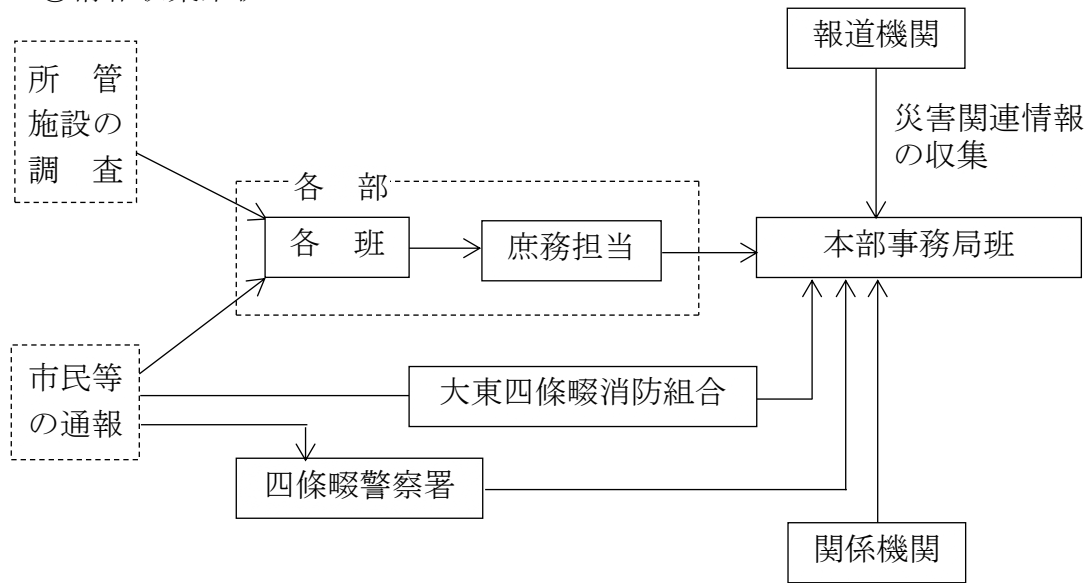 報道機関
所　管
施設の
調　査
災害関連情報
の収集
各　部
各　班
庶務担当
本部事務局班
市民等
の通報
大東四條畷消防組合
四條畷警察署
関係機関